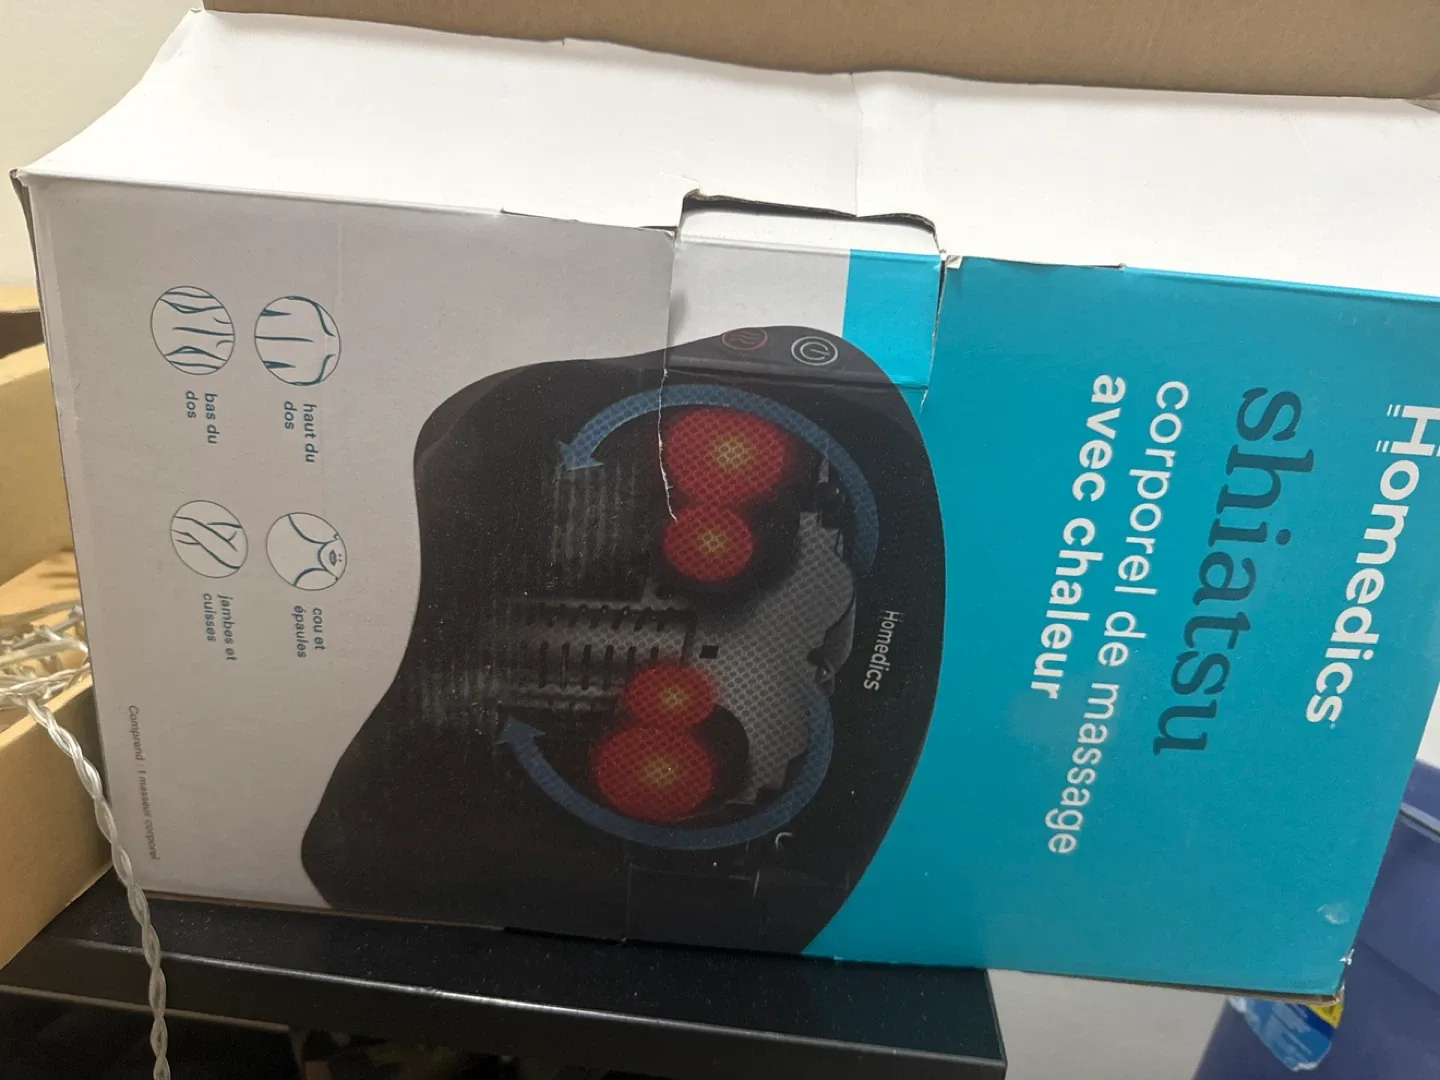 Homedics
shiatsu
corporel de massage
avec chaleur
Homedics
haut du
dos
cou et
épaules
bas du
dos
jambes et
cuisses
Comprend : 1 masseur corporel